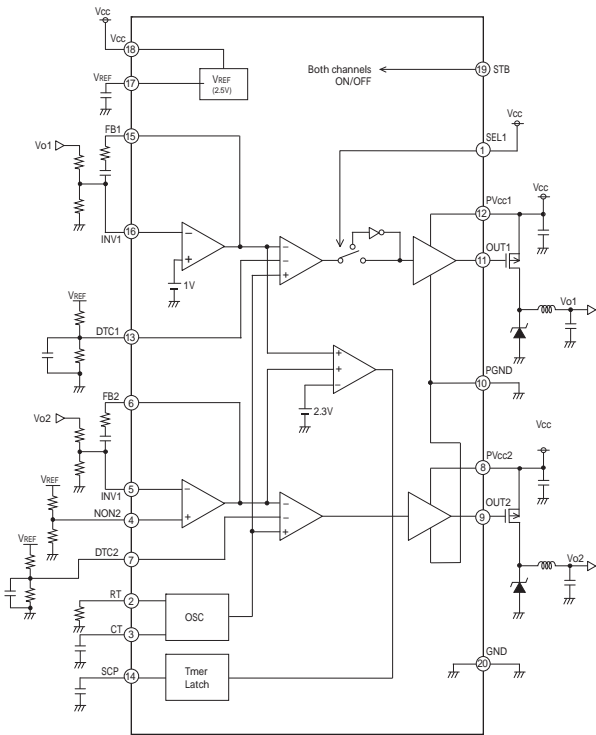 Vcc
Vcc
18
VREF
17
VREF
(2.5V)
Both channels
ON/OFF
19
STB
Vcc
SEL1
1
FB1
15
Vo1
16
INV1
1V
Vcc
PVcc1
12
OUT1
11
Vo1
VREF
DTC1
13
PGND
10
2.3V
FB2
6
Vo2
5
INV1
VREF
NON2
4
VREF
DTC2
7
Vcc
PVcc2
8
OUT2
9
Vo2
RT
2
OSC
CT
3
SCP
14
Tmer
Latch
GND
20